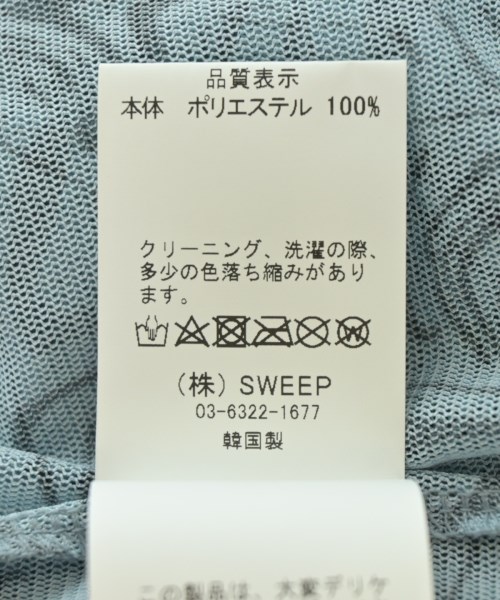 品質表示
本体 ポリエステル 100%
クリーニング、洗濯の際、
多少の色落ち縮みがあり
ます。
W
(株) SWEEP
03-6322-1677
韓国製
この製品は、大変デリケ